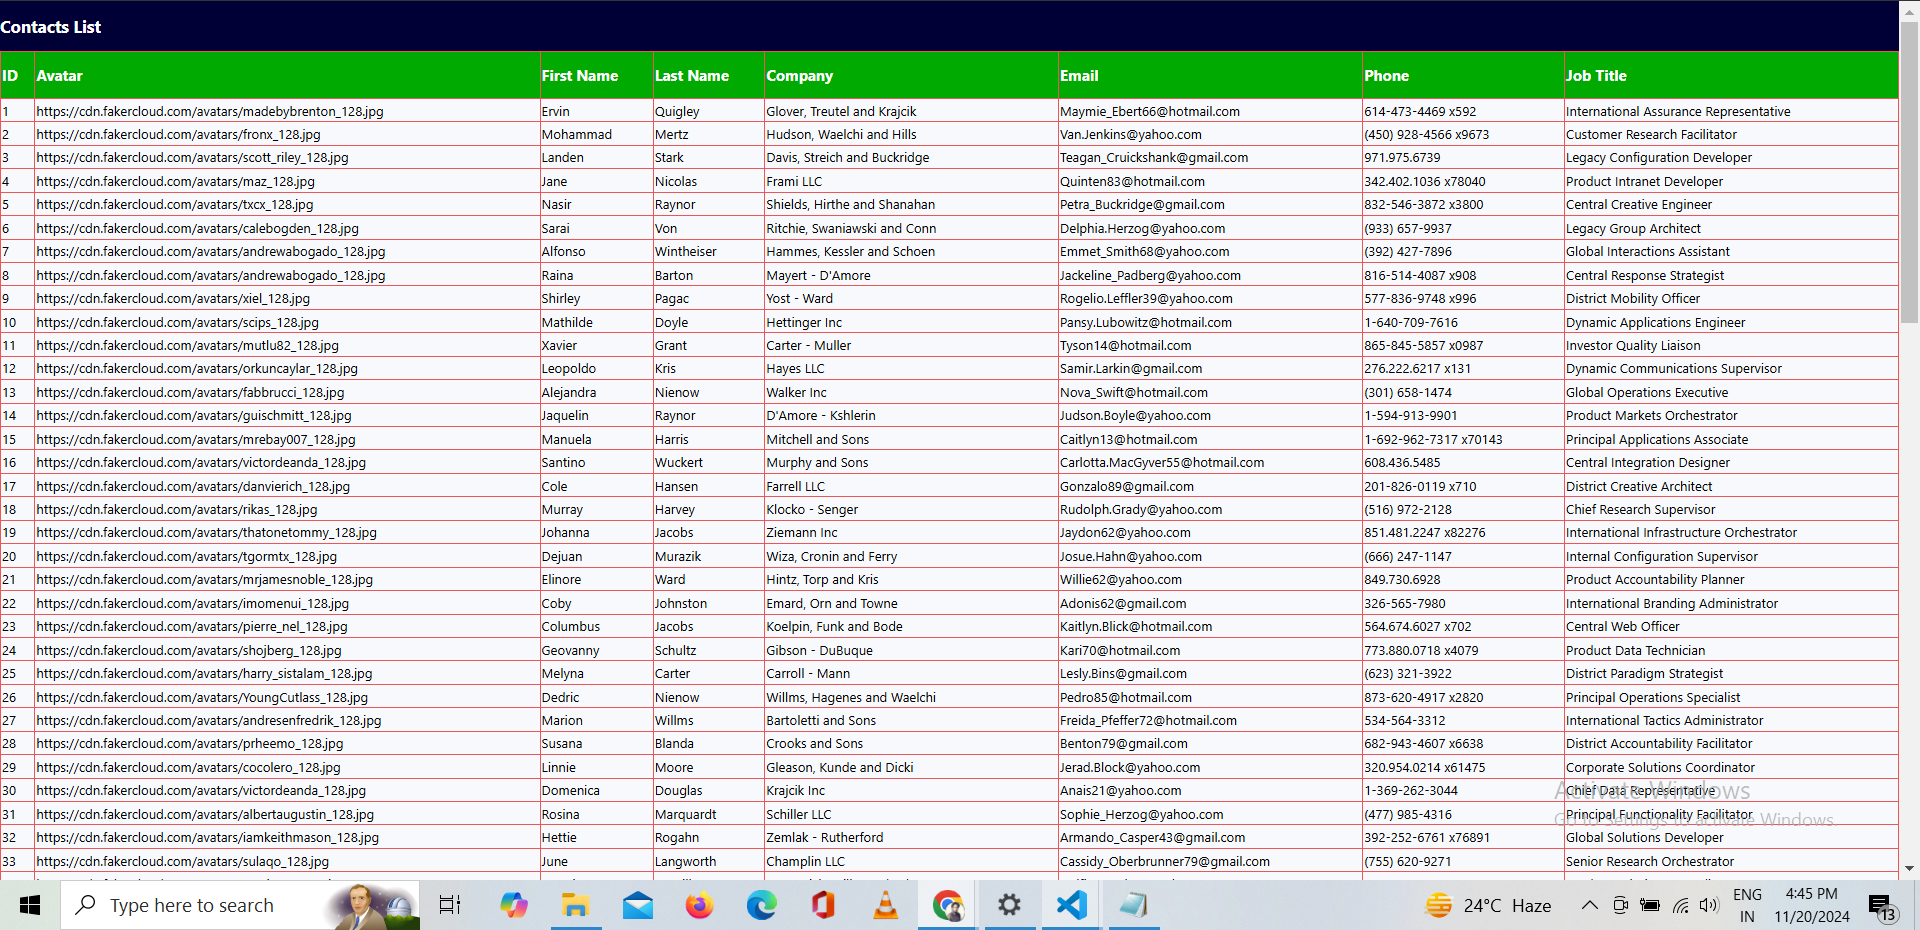 Contacts List
ID Avatar First Name Last Name Company Email Phone Job Title
1 https://cdn.fakercloud.com/avatars/madebybrenton_128.jpg Ervin Quigley Glover, Treutel and Krajcik Maymie_Ebert66@hotmail.com 614-473-4469 x592 International Assurance Representative
2 https://cdn.fakercloud.com/avatars/fronx_128.jpg Mohammad Mertz Hudson, Waelchi and Hills Van.Jenkins@yahoo.com (450) 928-4566 x9673 Customer Research Facilitator
3 https://cdn.fakercloud.com/avatars/scott_riley_128.jpg Landen Stark Davis, Streich and Buckridge Teagan_Cruickshank@gmail.com 971.975.6739 Legacy Configuration Developer
4 https://cdn.fakercloud.com/avatars/maz_128.jpg Jane Nicolas Frami LLC Quinten83@hotmail.com 342.402.1036 x78040 Product Intranet Developer
5 https://cdn.fakercloud.com/avatars/txcx_128.jpg Nasir Raynor Shields, Hirthe and Shanahan Petra_Buckridge@gmail.com 832-546-3872 x3800 Central Creative Engineer
6 https://cdn.fakercloud.com/avatars/calebogden_128.jpg Sarai Von Ritchie, Swaniawski and Conn Delphia.Herzog@yahoo.com (933) 657-9937 Legacy Group Architect
7 https://cdn.fakercloud.com/avatars/andrewabogado_128.jpg Alfonso Wintheiser Hammes, Kessler and Schoen Emmet_Smith68@yahoo.com (392) 427-7896 Global Interactions Assistant
8 https://cdn.fakercloud.com/avatars/andrewabogado_128.jpg Raina Barton Mayert - D'Amore Jackeline_Padberg@yahoo.com 816-514-4087 x908 Central Response Strategist
9 https://cdn.fakercloud.com/avatars/xiel_128.jpg Shirley Pagac Yost - Ward Rogelio.Leffler39@yahoo.com 577-836-9748 x996 District Mobility Officer
10 https://cdn.fakercloud.com/avatars/scips_128.jpg Mathilde Doyle Hettinger Inc Pansy.Lubowitz@hotmail.com 1-640-709-7616 Dynamic Applications Engineer
11 https://cdn.fakercloud.com/avatars/mutlu82_128.jpg Xavier Grant Carter - Muller Tyson14@hotmail.com 865-845-5857 x0987 Investor Quality Liaison
12 https://cdn.fakercloud.com/avatars/orkuncaylar_128.jpg Leopoldo Kris Hayes LLC Samir.Larkin@gmail.com 276.222.6217 x131 Dynamic Communications Supervisor
13 https://cdn.fakercloud.com/avatars/fabbrucci_128.jpg Alejandra Nienow Walker Inc Nova_Swift@hotmail.com (301) 658-1474 Global Operations Executive
14 https://cdn.fakercloud.com/avatars/guischmitt_128.jpg Jaquelin Raynor D'Amore - Kshlerin Judson.Boyle@yahoo.com 1-594-913-9901 Product Markets Orchestrator
15 https://cdn.fakercloud.com/avatars/mrebay007_128.jpg Manuela Harris Mitchell and Sons Caitlyn13@hotmail.com 1-692-962-7317 x70143 Principal Applications Associate
16 https://cdn.fakercloud.com/avatars/victordeanda_128.jpg Santino Wuckert Murphy and Sons Carlotta.MacGyver55@hotmail.com 608.436.5485 Central Integration Designer
17 https://cdn.fakercloud.com/avatars/danvierich_128.jpg Cole Hansen Farrell LLC Gonzalo89@gmail.com 201-826-0119 x710 District Creative Architect
18 https://cdn.fakercloud.com/avatars/rikas_128.jpg Murray Harvey Klocko - Senger Rudolph.Grady@yahoo.com (516) 972-2128 Chief Research Supervisor
19 https://cdn.fakercloud.com/avatars/thatonetommy_128.jpg Johanna Jacobs Ziemann Inc Jaydon62@yahoo.com 851.481.2247 x82276 International Infrastructure Orchestrator
20 https://cdn.fakercloud.com/avatars/tgormtx_128.jpg Dejuan Murazik Wiza, Cronin and Ferry Josue.Hahn@yahoo.com (666) 247-1147 Internal Configuration Supervisor
21 https://cdn.fakercloud.com/avatars/mrjamesnoble_128.jpg Elinore Ward Hintz, Torp and Kris Willie62@yahoo.com 849.730.6928 Product Accountability Planner
22 https://cdn.fakercloud.com/avatars/imomenui_128.jpg Coby Johnston Emard, Orn and Towne Adonis62@gmail.com 326-565-7980 International Branding Administrator
23 https://cdn.fakercloud.com/avatars/pierre_nel_128.jpg Columbus Jacobs Koelpin, Funk and Bode Kaitlyn.Blick@hotmail.com 564.674.6027 x702 Central Web Officer
24 https://cdn.fakercloud.com/avatars/shojberg_128.jpg Geovanny Schultz Gibson - DuBuque Kari70@hotmail.com 773.880.0718 x4079 Product Data Technician
25 https://cdn.fakercloud.com/avatars/harry_sistalam_128.jpg Melyna Carter Carroll - Mann Lesly.Bins@gmail.com (623) 321-3922 District Paradigm Strategist
26 https://cdn.fakercloud.com/avatars/YoungCutlass_128.jpg Dedric Nienow Willms, Hagenes and Waelchi Pedro85@hotmail.com 873-620-4917 x2820 Principal Operations Specialist
27 https://cdn.fakercloud.com/avatars/andresenfredrik_128.jpg Marion Willms Bartoletti and Sons Freida_Pfeffer72@hotmail.com 534-564-3312 International Tactics Administrator
28 https://cdn.fakercloud.com/avatars/prheemo_128.jpg Susana Blanda Crooks and Sons Benton79@gmail.com 682-943-4607 x6638 District Accountability Facilitator
29 https://cdn.fakercloud.com/avatars/cocolero_128.jpg Linnie Moore Gleason, Kunde and Dicki Jerad.Block@yahoo.com 320.954.0214 x61475 Corporate Solutions Coordinator
30 https://cdn.fakercloud.com/avatars/victordeanda_128.jpg Domenica Douglas Krajcik Inc Anais21@yahoo.com 1-369-262-3044 Chief Data Representative
31 https://cdn.fakercloud.com/avatars/albertaugustin_128.jpg Rosina Marquardt Schiller LLC Sophie_Herzog@yahoo.com (477) 985-4316 Principal Functionality Facilitator
32 https://cdn.fakercloud.com/avatars/iamkeithmason_128.jpg Hettie Rogahn Zemlak - Rutherford Armando_Casper43@gmail.com 392-252-6761 x76891 Global Solutions Developer
33 https://cdn.fakercloud.com/avatars/sulaqo_128.jpg June Langworth Champlin LLC Cassidy_Oberbrunner79@gmail.com (755) 620-9271 Senior Research Orchestrator
Activate Windows
Go to Settings to activate Windows.
Type here to search
24°C Haze
ENG
IN
4:45 PM
11/20/2024
13